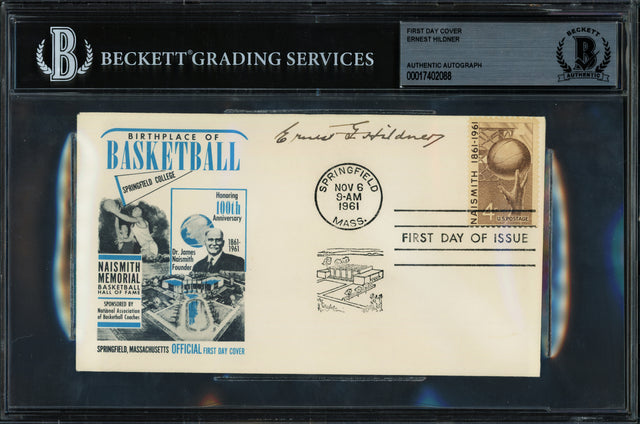 BECKETT
B
BECKETT GRADING SERVICES
FIRST DAY COVER
ERNEST HILDNER
AUTHENTIC AUTOGRAPH
00017402088
BECKETT
B
AUTHENTIC
BIRTHPLACE OF
BASKETBALL
SPRINGFIELD COLLEGE
Honoring
100th
Anniversary
1861-
1961
Dr. James
Naismith
Founder
NAISMITH
MEMORIAL
BASKETBALL
HALL OF FAME
SPONSORED BY
National Association
of Basketball Coaches
SPRINGFIELD, MASSACHUSETTS OFFICIAL FIRST DAY COVER
Ernest G. Hildner
SPRINGFIELD
NOV 6
9-AM
1961
MASS.
NAISMITH 1861-1961
4¢
U.S. POSTAGE
FIRST DAY OF ISSUE